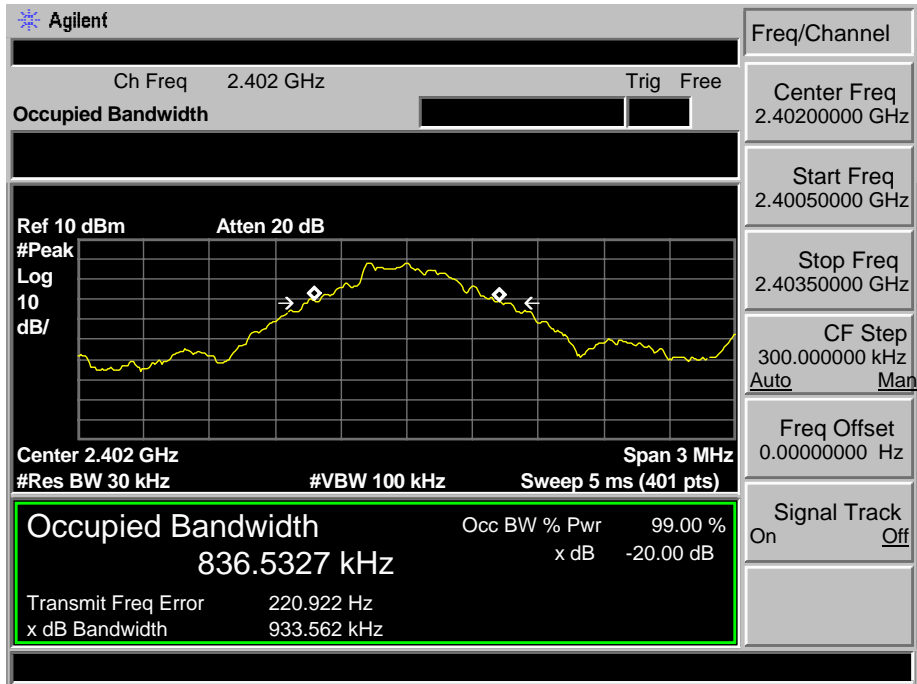 Agilent
Freq/Channel
Ch Freq 2.402 GHz Trig Free
Occupied Bandwidth
Center Freq
2.40200000 GHz
Start Freq
2.40050000 GHz
Stop Freq
2.40350000 GHz
CF Step
300.000000 kHz
Auto Man
Freq Offset
0.00000000 Hz
Signal Track
On Off
Ref 10 dBm Atten 20 dB
#Peak
Log
10
dB/
Center 2.402 GHz Span 3 MHz
#Res BW 30 kHz #VBW 100 kHz Sweep 5 ms (401 pts)
Occupied Bandwidth Occ BW % Pwr 99.00 %
836.5327 kHz x dB -20.00 dB
Transmit Freq Error 220.922 Hz
x dB Bandwidth 933.562 kHz